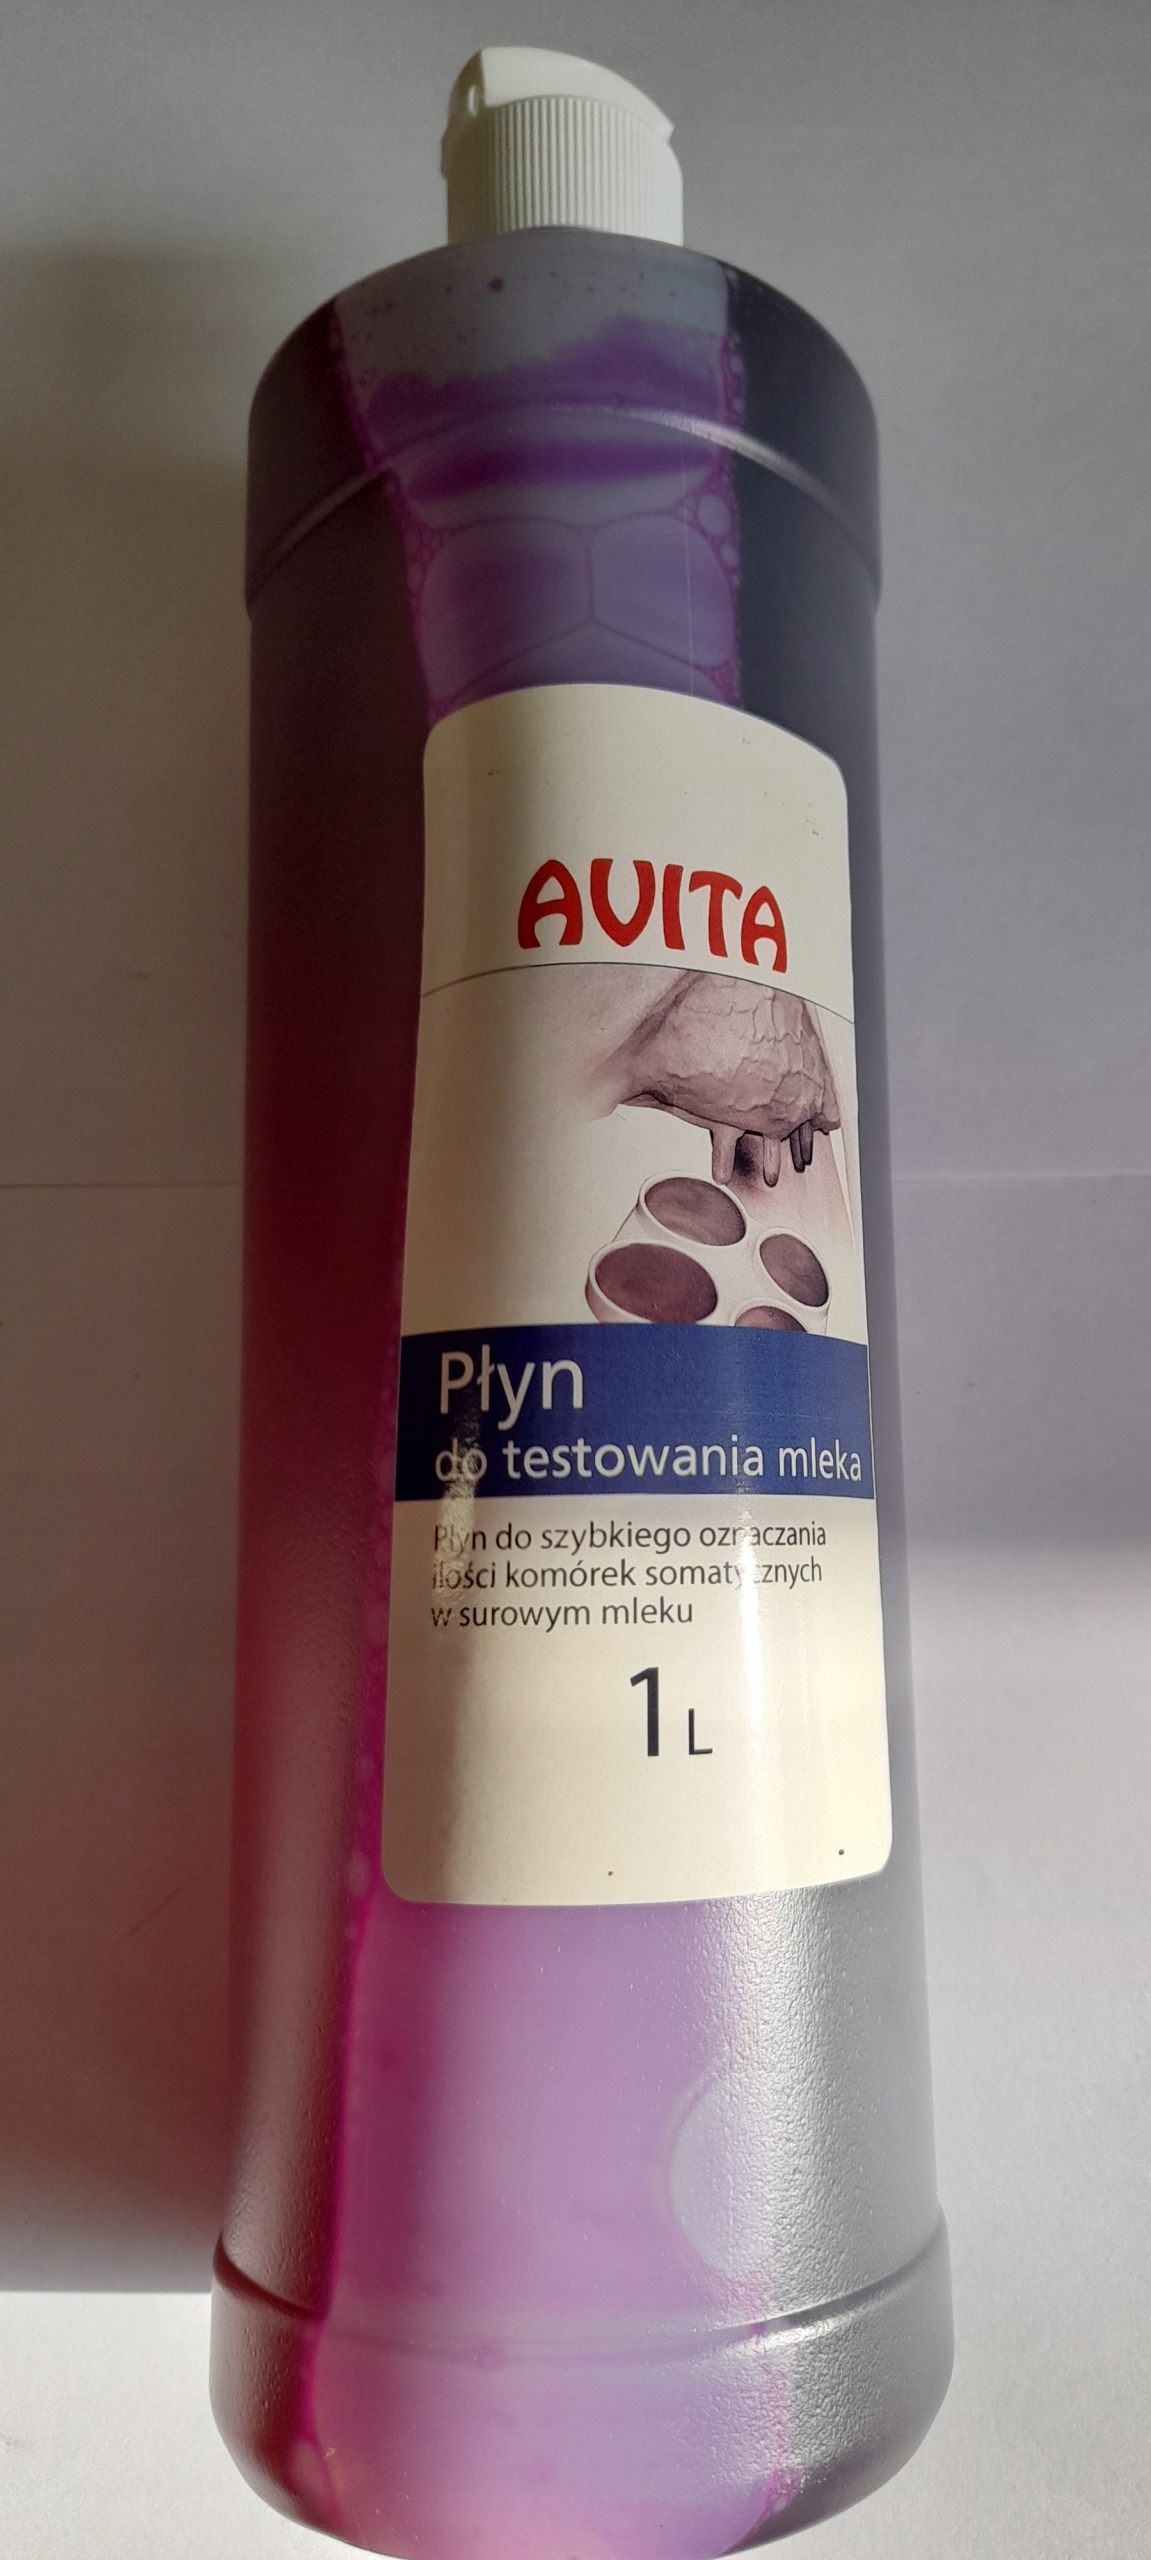 AVITA
Płyn
do testowania mleka
Płyn do szybkiego oznaczania
ilości komórek somatycznych
w surowym mleku
1 L